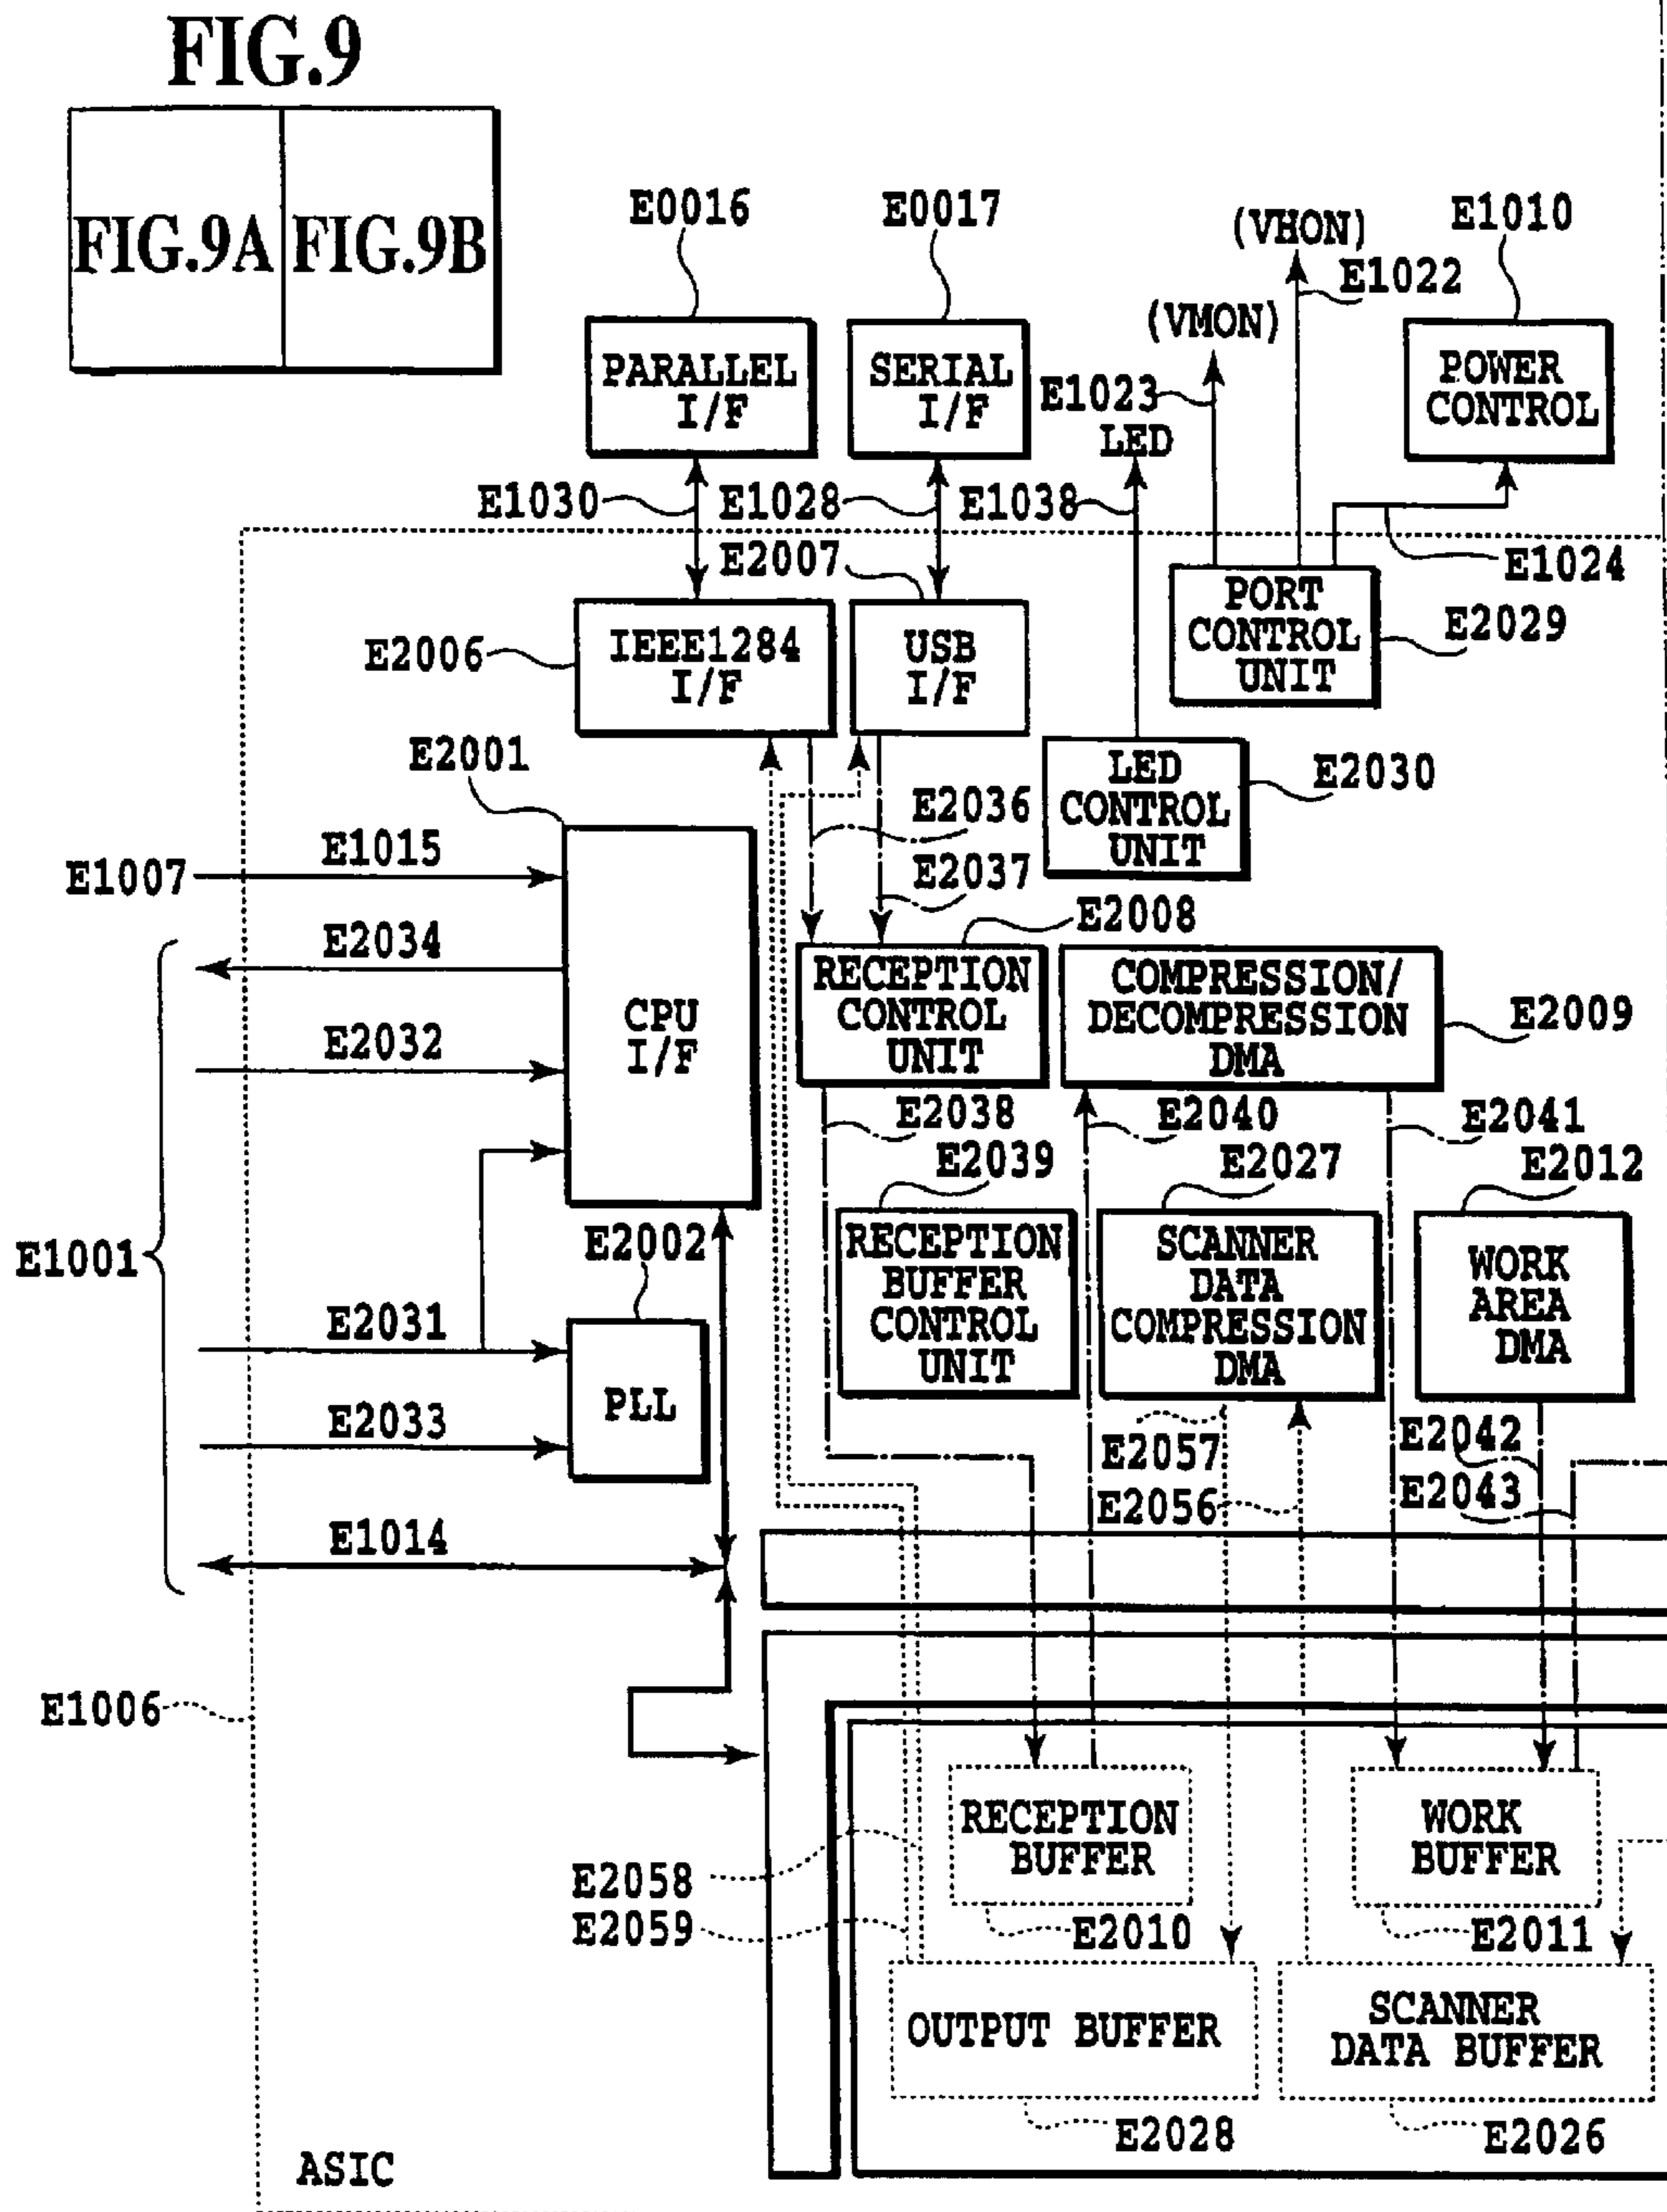 FIG.9
FIG.9A
FIG.9B
E0016
E0017
(VHON)
E1010
E1022
(VMON)
PARALLEL
I/F
SERIAL
I/F
POWER
CONTROL
E1023
LED
E1030
E1028
E1038
E2007
E1024
PORT
CONTROL
UNIT
E2029
E2006
IEEE1284
I/F
USB
I/F
E2001
LED
CONTROL
UNIT
E2030
E2036
E1015
E1007
E2037
E2008
E2034
RECEPTION
CONTROL
UNIT
COMPRESSION/
DECOMPRESSION
DMA
E2009
CPU
I/F
E2032
E2038
E2040
E2041
E2039
E2027
E2012
E1001
E2002
RECEPTION
BUFFER
CONTROL
UNIT
SCANNER
DATA
COMPRESSION
DMA
WORK
AREA
DMA
E2031
PLL
E2033
E2057
E2042
E2056
E2043
E1014
E1006
RECEPTION
BUFFER
WORK
BUFFER
E2058
E2059
E2010
E2011
OUTPUT BUFFER
SCANNER
DATA BUFFER
E2028
E2026
ASIC